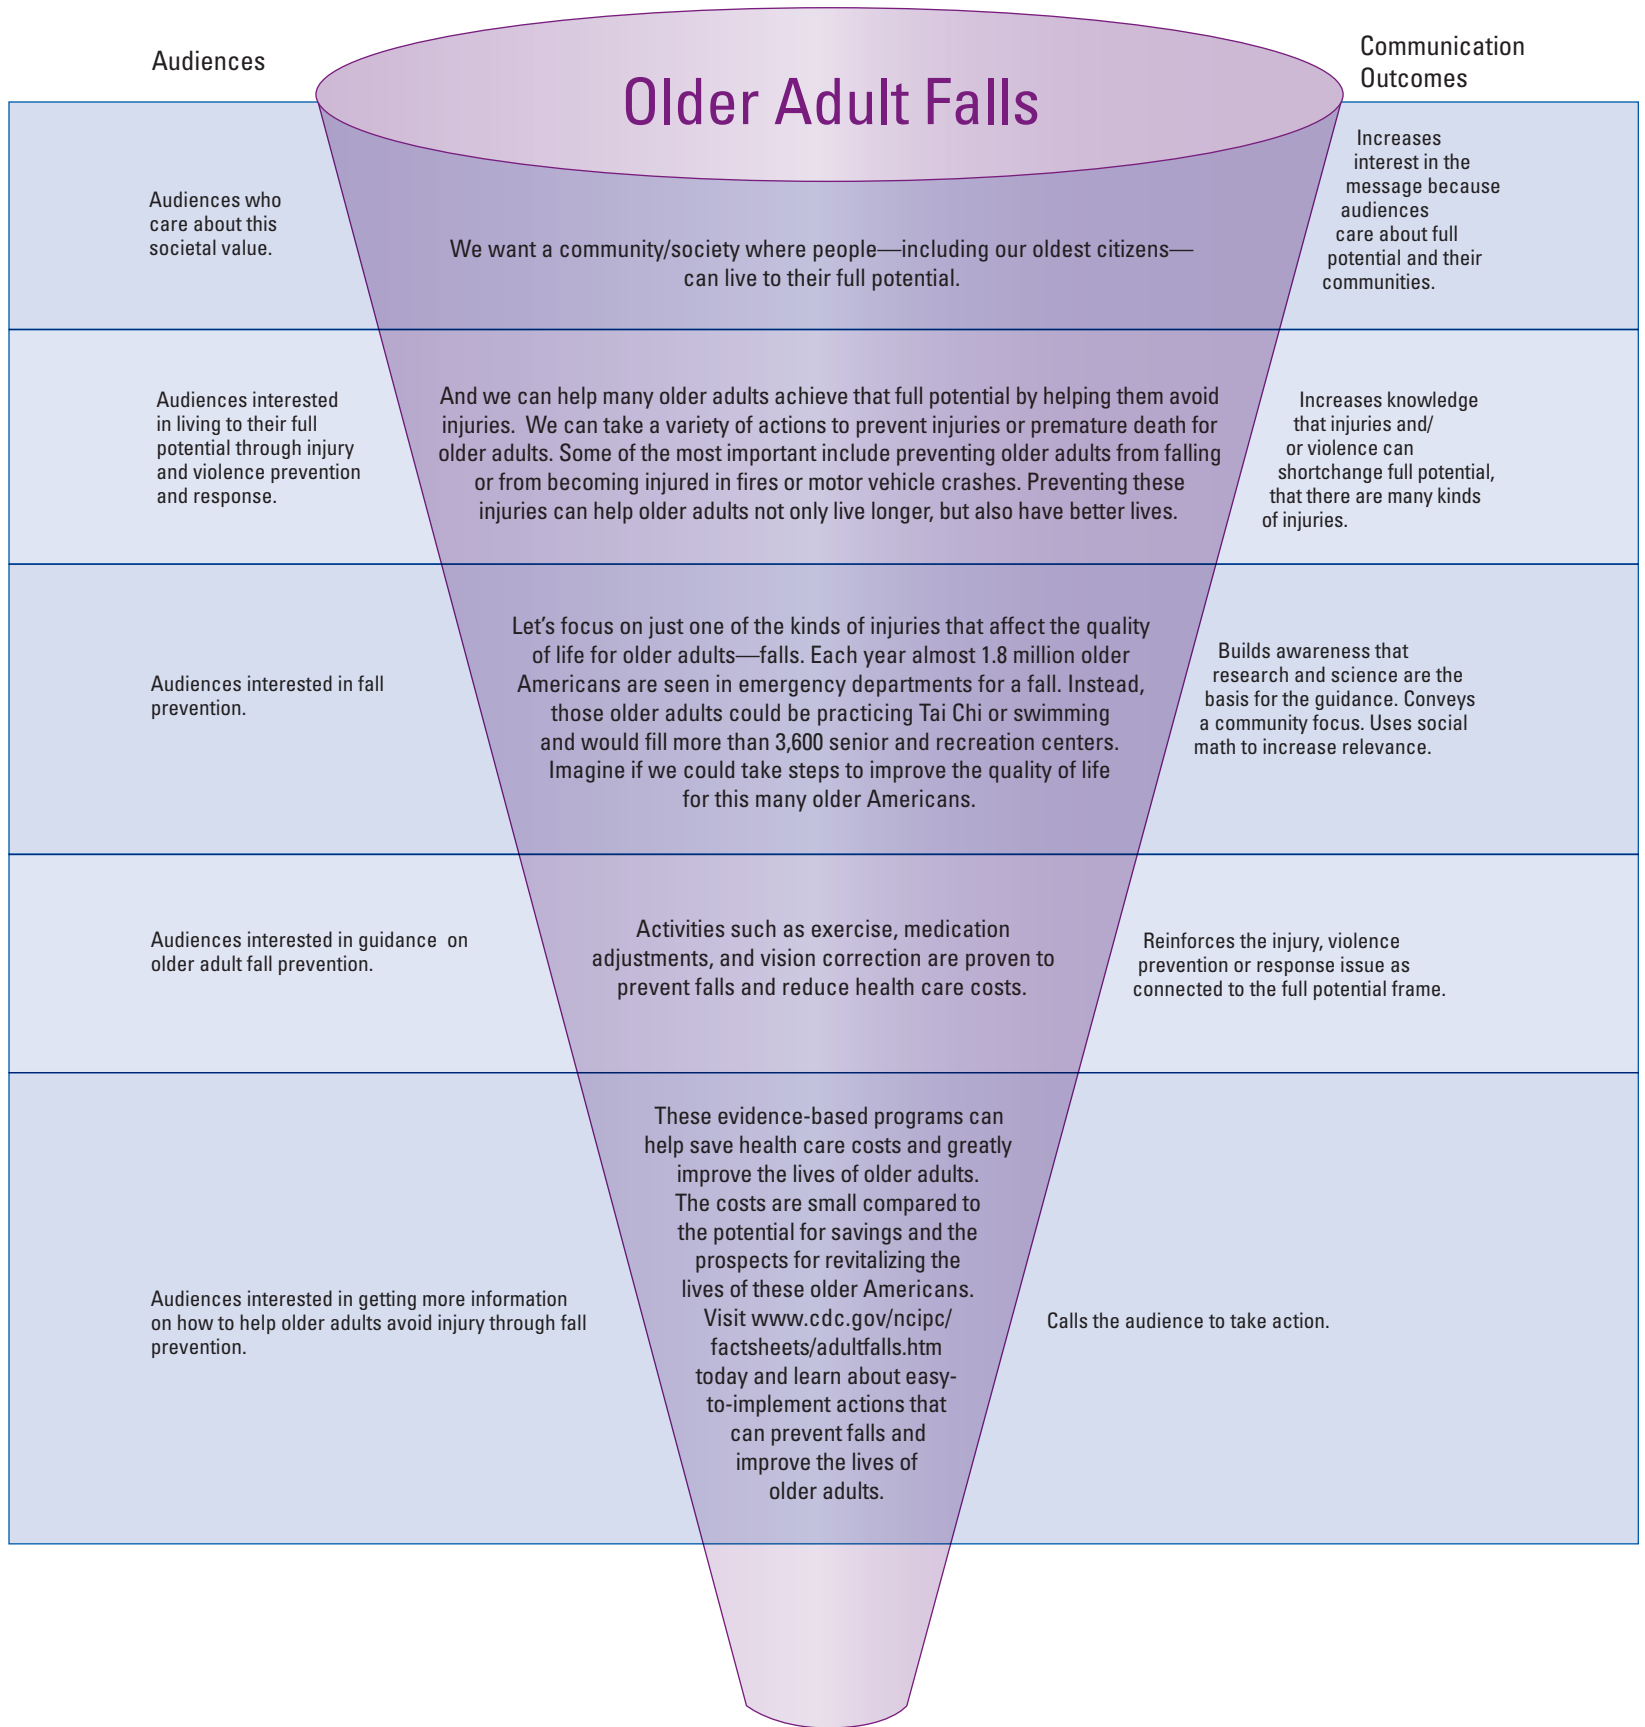 Audiences
Older Adult Falls
Communication
Outcomes
Audiences who
care about this
societal value.
We want a community/society where people—including our oldest citizens—
can live to their full potential.
Increases
interest in the
message because
audiences
care about full
potential and their
communities.
Audiences interested
in living to their full
potential through injury
and violence prevention
and response.
And we can help many older adults achieve that full potential by helping them avoid
injuries.  We can take a variety of actions to prevent injuries or premature death for
older adults. Some of the most important include preventing older adults from falling
or from becoming injured in fires or motor vehicle crashes. Preventing these
injuries can help older adults not only live longer, but also have better lives.
Increases knowledge
that injuries and/
or violence can
shortchange full potential,
that there are many kinds
of injuries.
Audiences interested in fall
prevention.
Let’s focus on just one of the kinds of injuries that affect the quality
of life for older adults—falls. Each year almost 1.8 million older
Americans are seen in emergency departments for a fall. Instead,
those older adults could be practicing Tai Chi or swimming
and would fill more than 3,600 senior and recreation centers.
Imagine if we could take steps to improve the quality of life
for this many older Americans.
Builds awareness that
research and science are the
basis for the guidance. Conveys
a community focus. Uses social
math to increase relevance.
Audiences interested in guidance  on
older adult fall prevention.
Activities such as exercise, medication
adjustments, and vision correction are proven to
prevent falls and reduce health care costs.
Reinforces the injury, violence
prevention or response issue as
connected to the full potential frame.
Audiences interested in getting more information
on how to help older adults avoid injury through fall
prevention.
These evidence-based programs can
help save health care costs and greatly
improve the lives of older adults.
The costs are small compared to
the potential for savings and the
prospects for revitalizing the
lives of these older Americans.
Visit www.cdc.gov/ncipc/
factsheets/adultfalls.htm
today and learn about easy-
to-implement actions that
can prevent falls and
improve the lives of
older adults.
Calls the audience to take action.